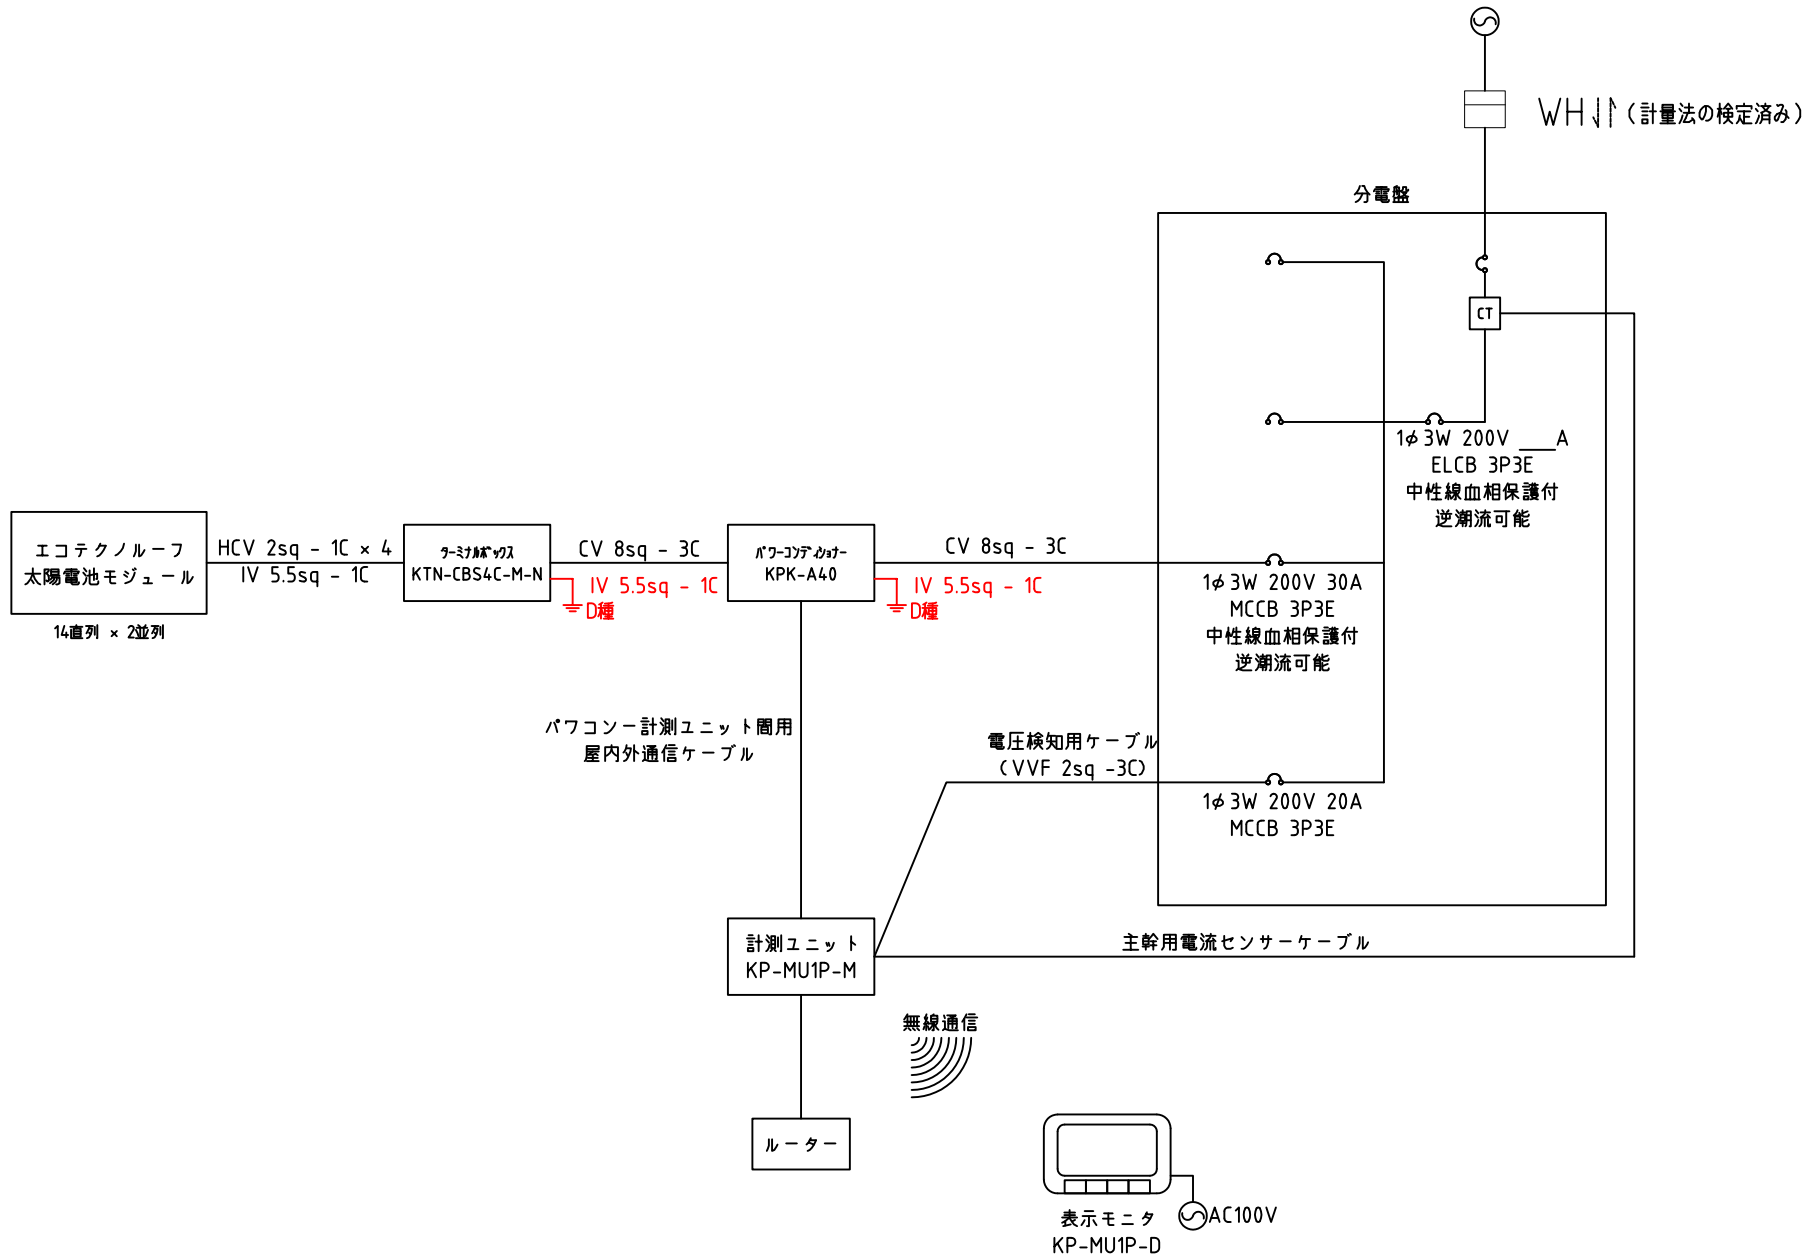 WH⇃↾(計量法の検定済み)
分電盤
CT
1φ3W 200V ___A
ELCB 3P3E
中性線血相保護付
逆潮流可能
エコテクノルーフ
太陽電池モジュール
14直列 × 2並列
HCV 2sq - 1C × 4
IV 5.5sq - 1C
ターミナルボックス
KTN-CBS4C-M-N
CV 8sq - 3C
IV 5.5sq - 1C
D種
パワーコンディショナー
KPK-A40
CV 8sq - 3C
IV 5.5sq - 1C
D種
1φ3W 200V 30A
MCCB 3P3E
中性線血相保護付
逆潮流可能
パワコンー計測ユニット間用
屋内外通信ケーブル
電圧検知用ケーブル
(VVF 2sq -3C)
1φ3W 200V 20A
MCCB 3P3E
計測ユニット
KP-MU1P-M
主幹用電流センサーケーブル
無線通信
ルーター
表示モニタ
KP-MU1P-D
AC100V